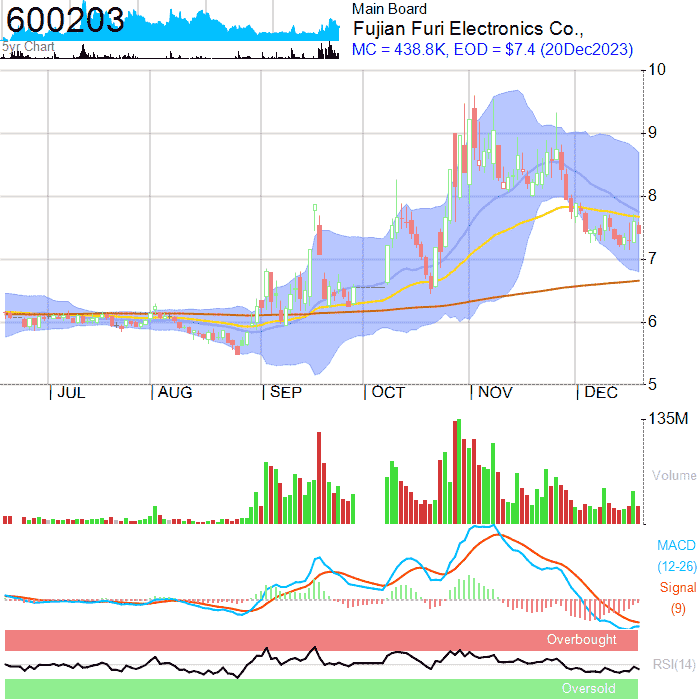 600203
5yr Chart
Main Board
Fujian Furi Electronics Co.,
MC = 438.8K, EOD = $7.4 (20Dec2023)
10
9
8
7
6
5
JUL AUG SEP OCT NOV DEC
135M
Volume
MACD
(12-26)
Signal
(9)
Overbought
RSI(14)
Oversold